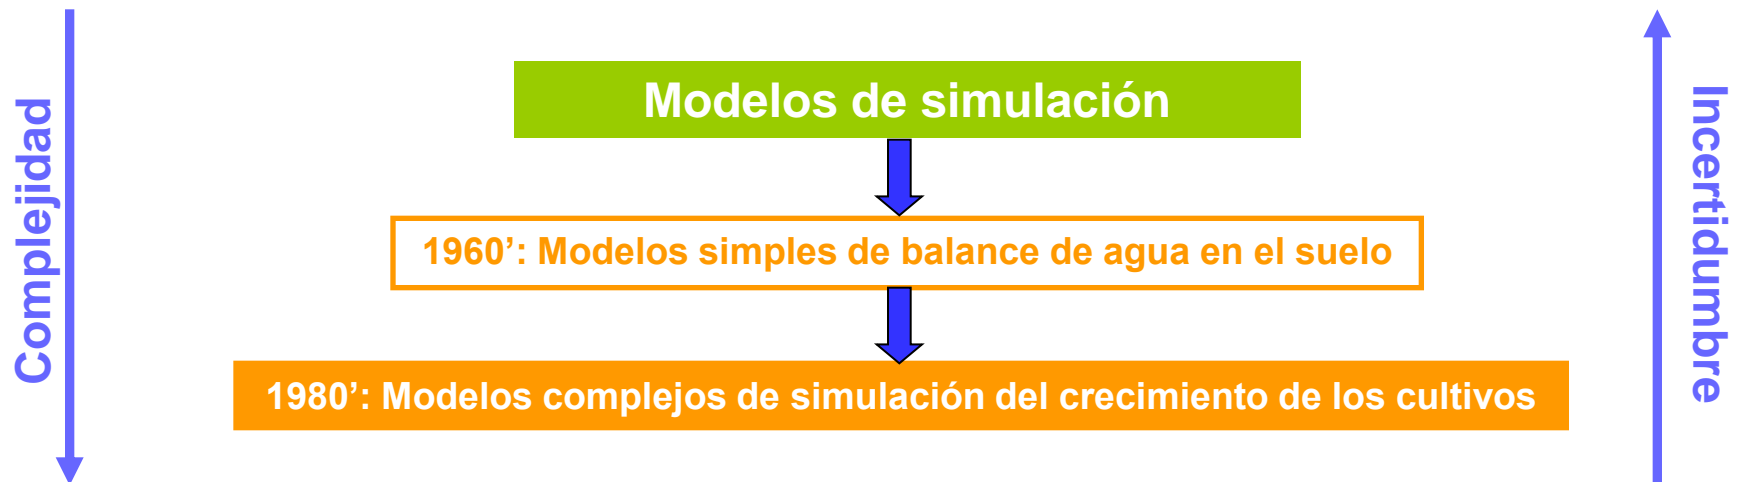 Complejidad
Modelos de simulación
1960’: Modelos simples de balance de agua en el suelo
1980’: Modelos complejos de simulación del crecimiento de los cultivos
Incertidumbre